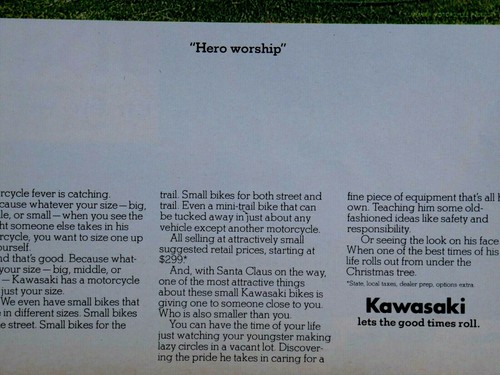 "Hero worship"
rcycle fever is catching.
cause whatever your size — big,
le, or small — when you see the
ht someone else takes in his
rcycle, you want to size one up
ourself.
nd that's good. Because what-
your size — big, middle, or
— Kawasaki has a motorcycle
just your size.
We even have small bikes that
in different sizes. Small bikes
e street. Small bikes for the
trail. Small bikes for both street and
trail. Even a mini-trail bike that can
be tucked away in just about any
vehicle except another motorcycle.
All selling at attractively small
suggested retail prices, starting at
$299*
And, with Santa Claus on the way,
one of the most attractive things
about these small Kawasaki bikes is
giving one to someone close to you.
Who is also smaller than you.
You can have the time of your life
just watching your youngster making
lazy circles in a vacant lot. Discover-
ing the pride he takes in caring for a
fine piece of equipment that's all h
own. Teaching him some old-
fashioned ideas like safety and
responsibility.
Or seeing the look on his face
When one of the best times of his
life rolls out from under the
Christmas tree.
*State, local taxes, dealer prep, options extra.
Kawasaki
lets the good times roll.